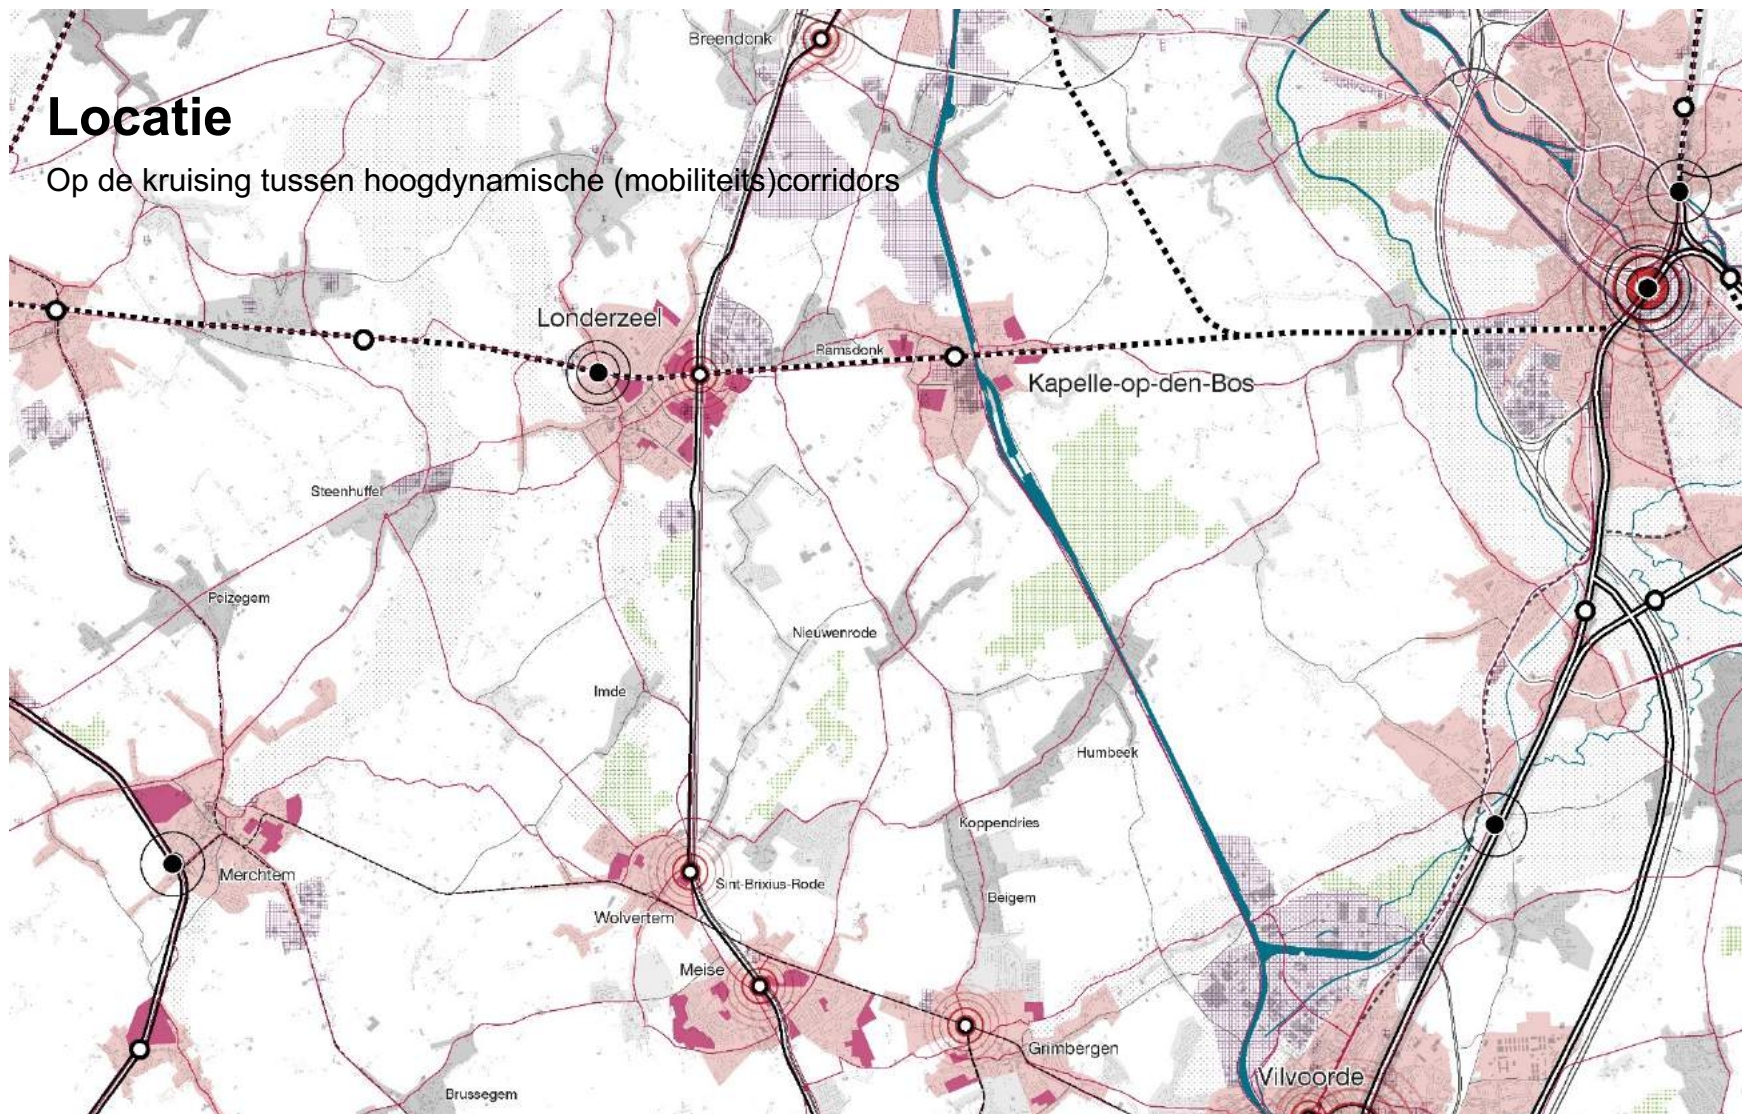 Breendonk
Locatie
Op de kruising tussen hoogdynamische (mobiliteits)corridors
Londerzeel
Ramsdonk
Kapelle-op-den-Bos
Steenhuffel
Peizegem
Nieuwenrode
Imde
Humbeek
Koppendries
Merchtem
Sint-Brixius-Rode
Beigem
Wolvertem
Meise
Grimbergen
Vilvoorde
Brussegem